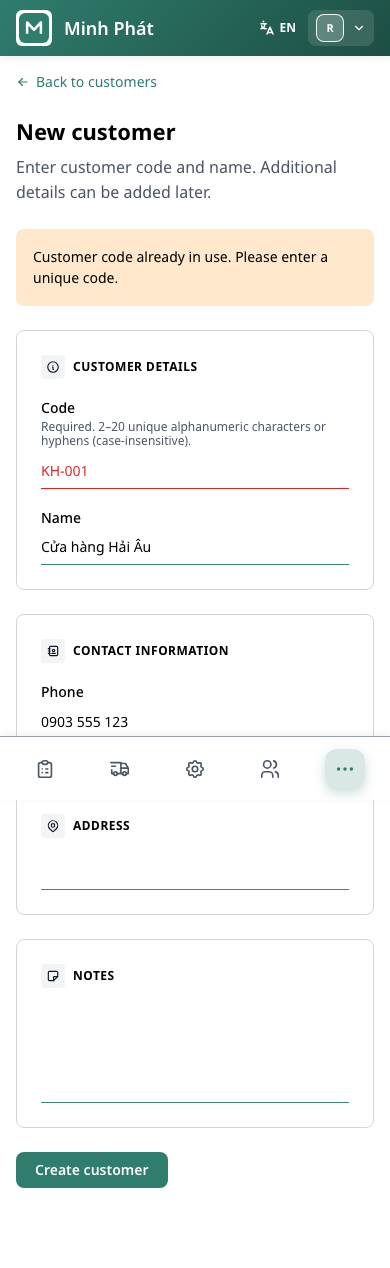 Minh Phát
EN
R
Back to customers
New customer
Enter customer code and name. Additional
details can be added later.
Customer code already in use. Please enter a
unique code.
CUSTOMER DETAILS
Code
Required. 2–20 unique alphanumeric characters or
hyphens (case-insensitive).
KH-001
Name
Cửa hàng Hải Âu
CONTACT INFORMATION
Phone
0903 555 123
ADDRESS
NOTES
Create customer